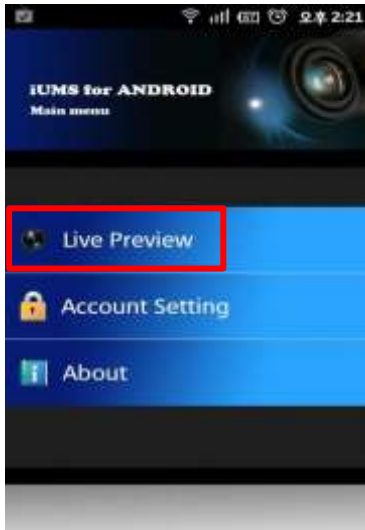 오후 2:21
iUMS for ANDROID
Main menu
Live Preview
Account Setting
About